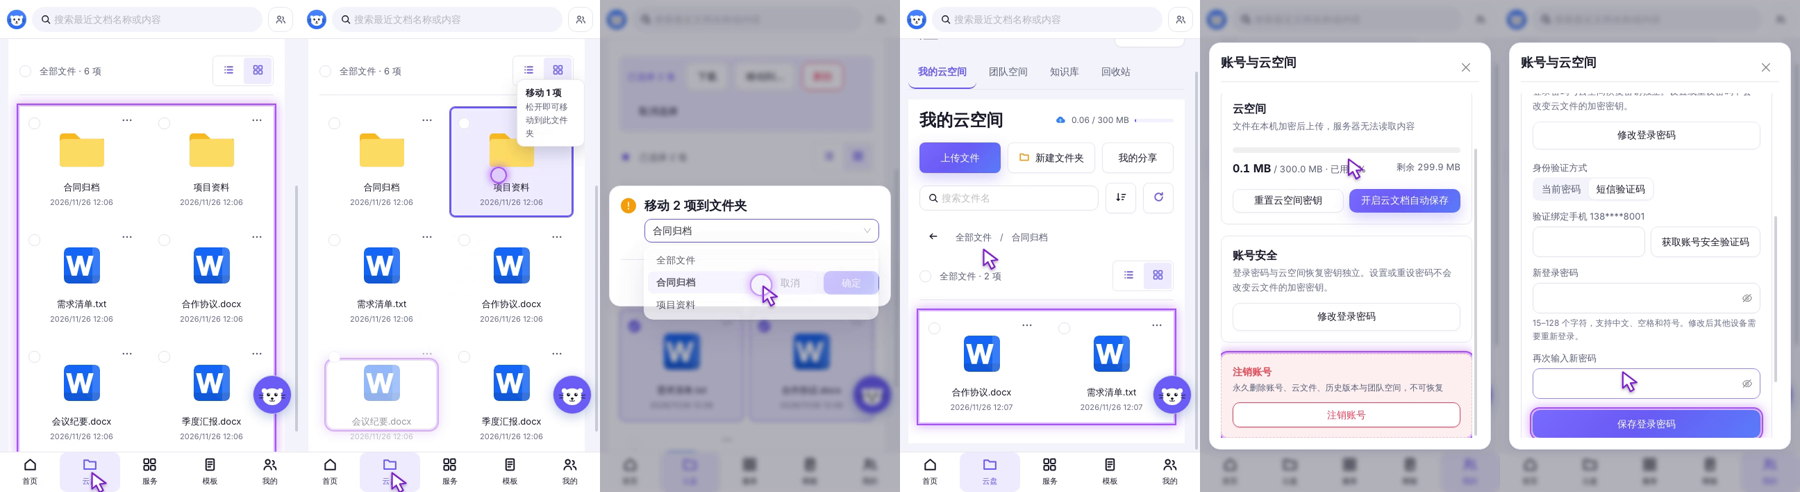 搜索最近文档名称或内容
全部文件 · 6 项
合同归档
2026/11/26 12:06
项目资料
2026/11/26 12:06
需求清单.txt
2026/11/26 12:06
合作协议.docx
2026/11/26 12:06
会议纪要.docx
2026/11/26 12:06
季度汇报.docx
2026/11/26 12:06
首页
服务
模板
我的
搜索最近文档名称或内容
全部文件 · 6 项
移动 1 项
松开即可移
动到此文件
夹
合同归档
2026/11/26 12:06
项目资料
2026/11/26 12:06
需求清单.txt
2026/11/26 12:06
合作协议.docx
2026/11/26 12:06
会议纪要.docx
2026/11/26 12:06
季度汇报.docx
2026/11/26 12:06
首页
服务
模板
我的
移动 2 项到文件夹
合同归档
全部文件
合同归档
取消
确定
项目资料
搜索最近文档名称或内容
我的云空间
团队空间
知识库
回收站
我的云空间
0.06 / 300 MB
上传文件
新建文件夹
我的分享
搜索文件名
全部文件 / 合同归档
全部文件 · 2 项
合作协议.docx
2026/11/26 12:07
需求清单.txt
2026/11/26 12:07
首页
云盘
服务
模板
我的
账号与云空间
云空间
文件在本机加密后上传，服务器无法读取内容
0.1 MB / 300.0 MB · 已用
剩余 299.9 MB
重置云空间密钥
开启云文档自动保存
账号安全
登录密码与云空间恢复密钥独立。设置或重设密码不会
改变云文件的加密密钥。
修改登录密码
注销账号
永久删除账号、云文件、历史版本与团队空间，不可恢复
注销账号
账号与云空间
改变云文件的加密密钥。
修改登录密码
身份验证方式
当前密码
短信验证码
验证绑定手机 138****8001
获取账号安全验证码
新登录密码
15–128 个字符，支持中文、空格和符号。修改后其他设备需
要重新登录。
再次输入新密码
保存登录密码